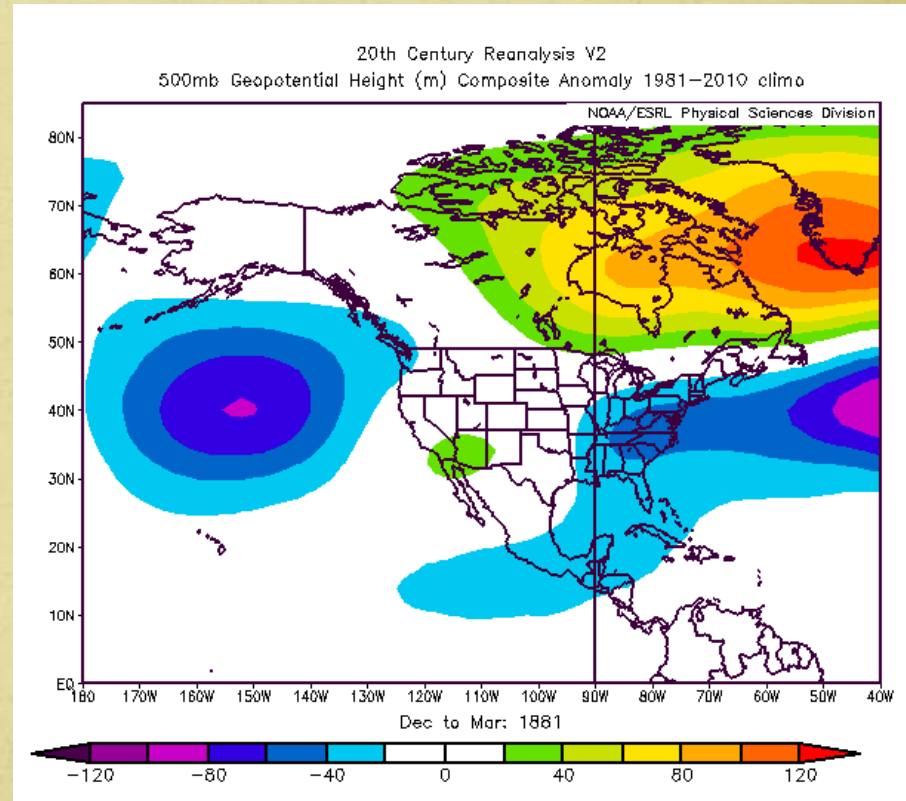 20th Century Reanalysis V2
500mb Geopotential Height (m) Composite Anomaly 1981-2010 climo
NOAA/ESRL Physical Sciences Division
80N
70N
60N
50N
40N
30N
20N
10N
EQ
180 170W 160W 150W 140W 130W 120W 110W 100W 90W 80W 70W 60W 50W 40W
Dec to Mar: 1881
-120 -80 -40 0 40 80 120